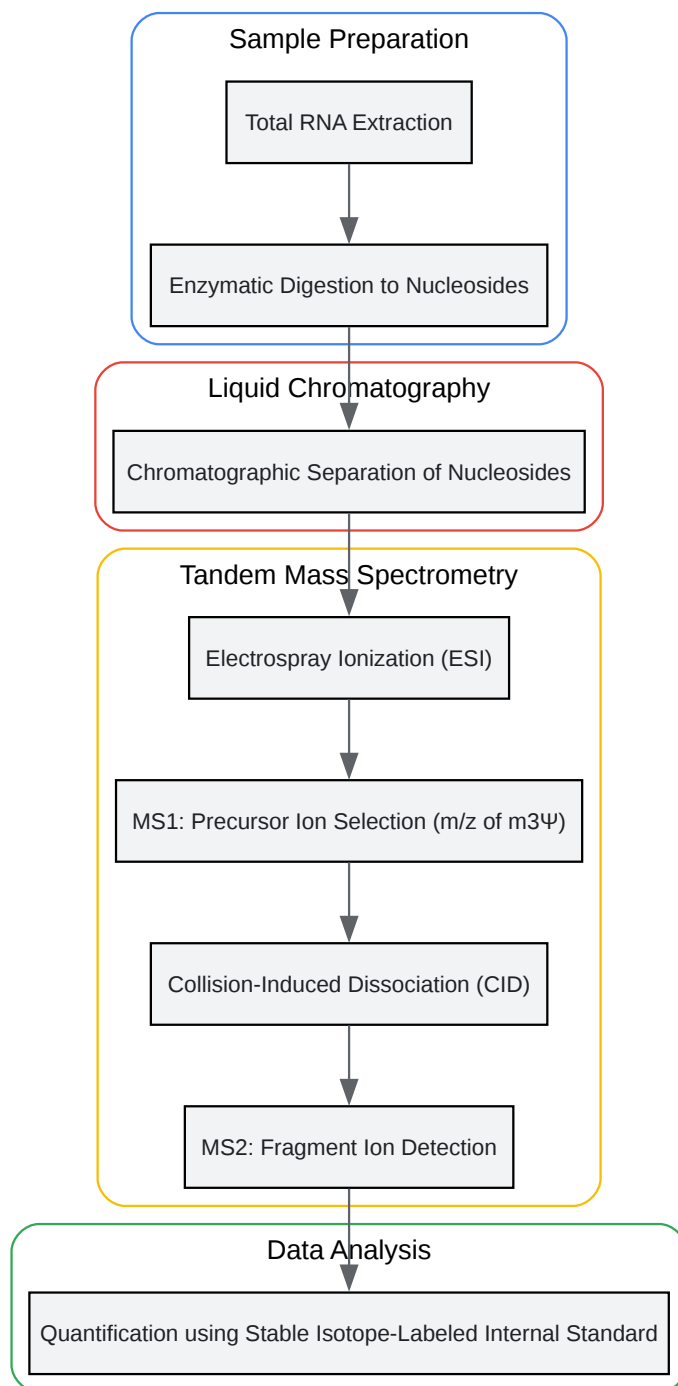 Sample Preparation
Total RNA Extraction
Enzymatic Digestion to Nucleosides
Liquid Chromatography
Chromatographic Separation of Nucleosides
Tandem Mass Spectrometry
Electrospray Ionization (ESI)
MS1: Precursor Ion Selection (m/z of m3Ψ)
Collision-Induced Dissociation (CID)
MS2: Fragment Ion Detection
Data Analysis
Quantification using Stable Isotope-Labeled Internal Standard